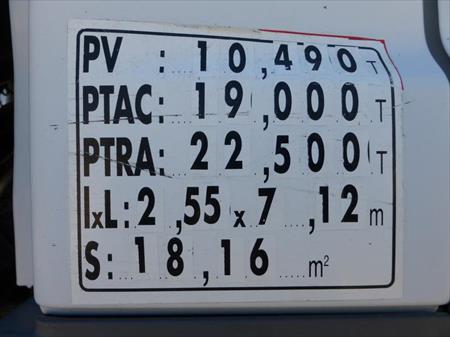 PV : 10,490 T
PTAC: 19,000 T
PTRA: 22,500 T
lxL: 2,55 x 7,12 m
S: 18,16 m²